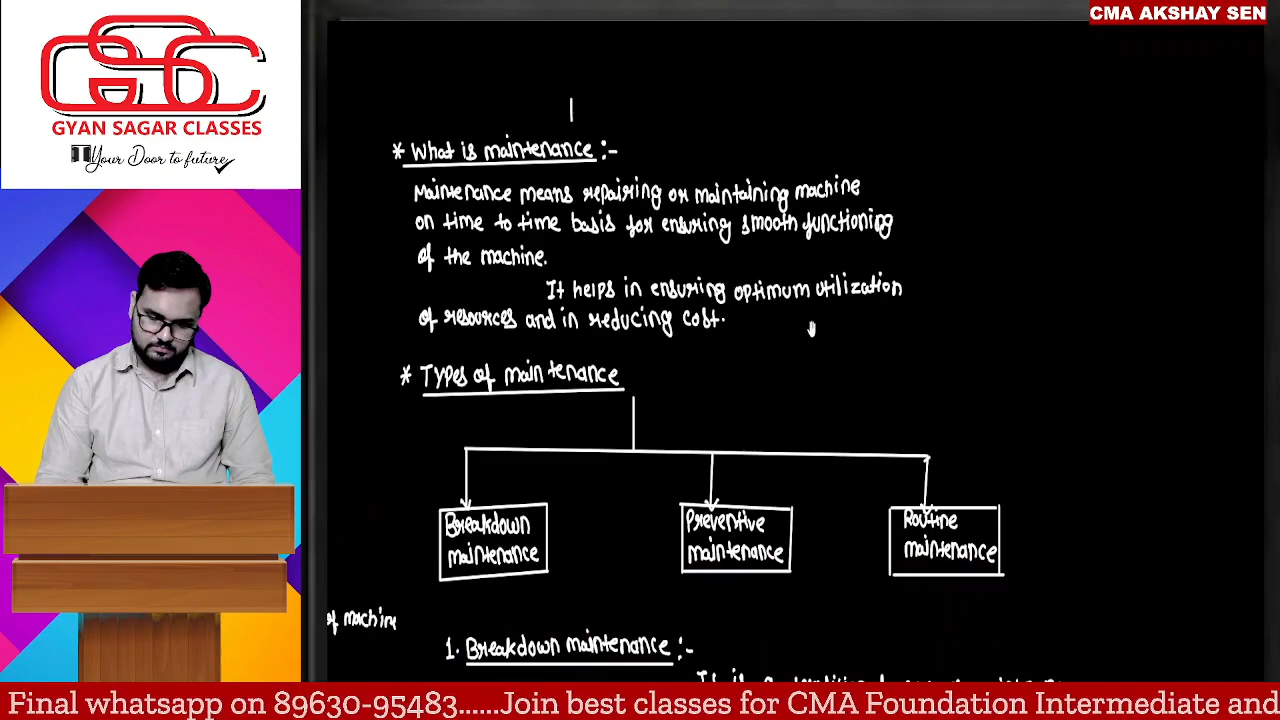 CMA AKSHAY SEN
GSC
GYAN SAGAR CLASSES
Your Door to future
* What is maintenance :-
Maintenance means repairing or maintaining machine
on time to time basis for ensuring smooth functioning
of the machine.
It helps in ensuring optimum utilization
of resources and in reducing cost.
* Types of maintenance
Breakdown
maintenance
Preventive
maintenance
Routine
maintenance
of machine
1. Breakdown maintenance :-
It is a
Final whatsapp on 89630-95483......Join best classes for CMA Foundation Intermediate and